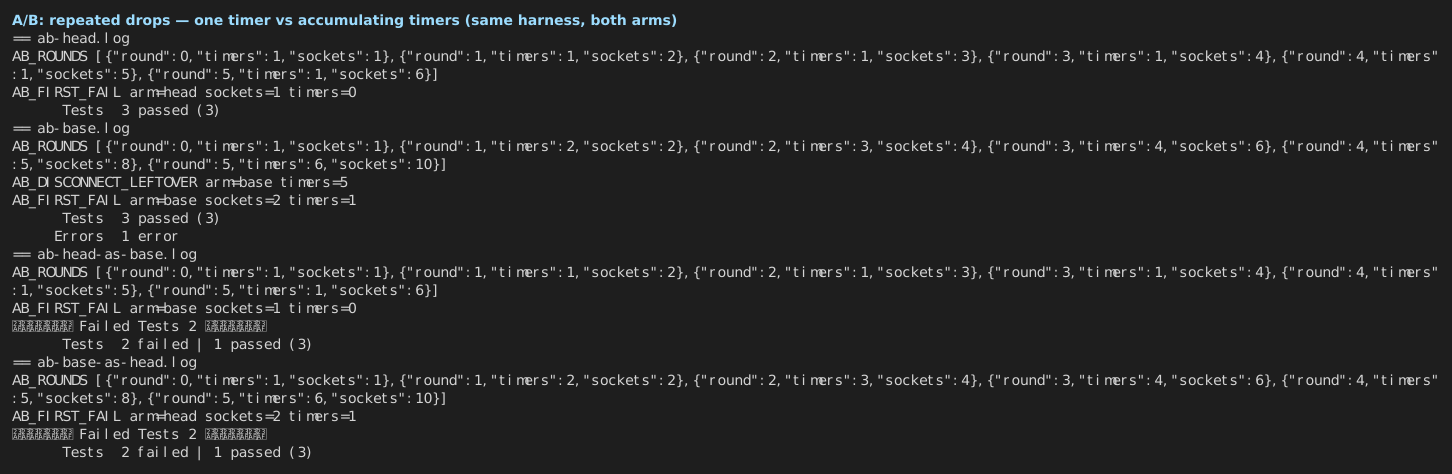 A/B: repeated drops — one timer vs accumulating timers (same harness, both arms)
== ab-head.log
AB_ROUNDS [{"round":0,"timers":1,"sockets":1},{"round":1,"timers":1,"sockets":2},{"round":2,"timers":1,"sockets":3},{"round":3,"timers":1,"sockets":4},{"round":4,"timers"
:1,"sockets":5},{"round":5,"timers":1,"sockets":6}]
AB_FIRST_FAIL arm=head sockets=1 timers=0
Tests 3 passed (3)
== ab-base.log
AB_ROUNDS [{"round":0,"timers":1,"sockets":1},{"round":1,"timers":2,"sockets":2},{"round":2,"timers":3,"sockets":4},{"round":3,"timers":4,"sockets":6},{"round":4,"timers"
:5,"sockets":8},{"round":5,"timers":6,"sockets":10}]
AB_DISCONNECT_LEFTOVER arm=base timers=5
AB_FIRST_FAIL arm=base sockets=2 timers=1
Tests 3 passed (3)
Errors 1 error
== ab-head-as-base.log
AB_ROUNDS [{"round":0,"timers":1,"sockets":1},{"round":1,"timers":1,"sockets":2},{"round":2,"timers":1,"sockets":3},{"round":3,"timers":1,"sockets":4},{"round":4,"timers"
:1,"sockets":5},{"round":5,"timers":1,"sockets":6}]
AB_FIRST_FAIL arm=base sockets=1 timers=0
Failed Tests 2
Tests 2 failed | 1 passed (3)
== ab-base-as-head.log
AB_ROUNDS [{"round":0,"timers":1,"sockets":1},{"round":1,"timers":2,"sockets":2},{"round":2,"timers":3,"sockets":4},{"round":3,"timers":4,"sockets":6},{"round":4,"timers"
:5,"sockets":8},{"round":5,"timers":6,"sockets":10}]
AB_FIRST_FAIL arm=head sockets=2 timers=1
Failed Tests 2
Tests 2 failed | 1 passed (3)